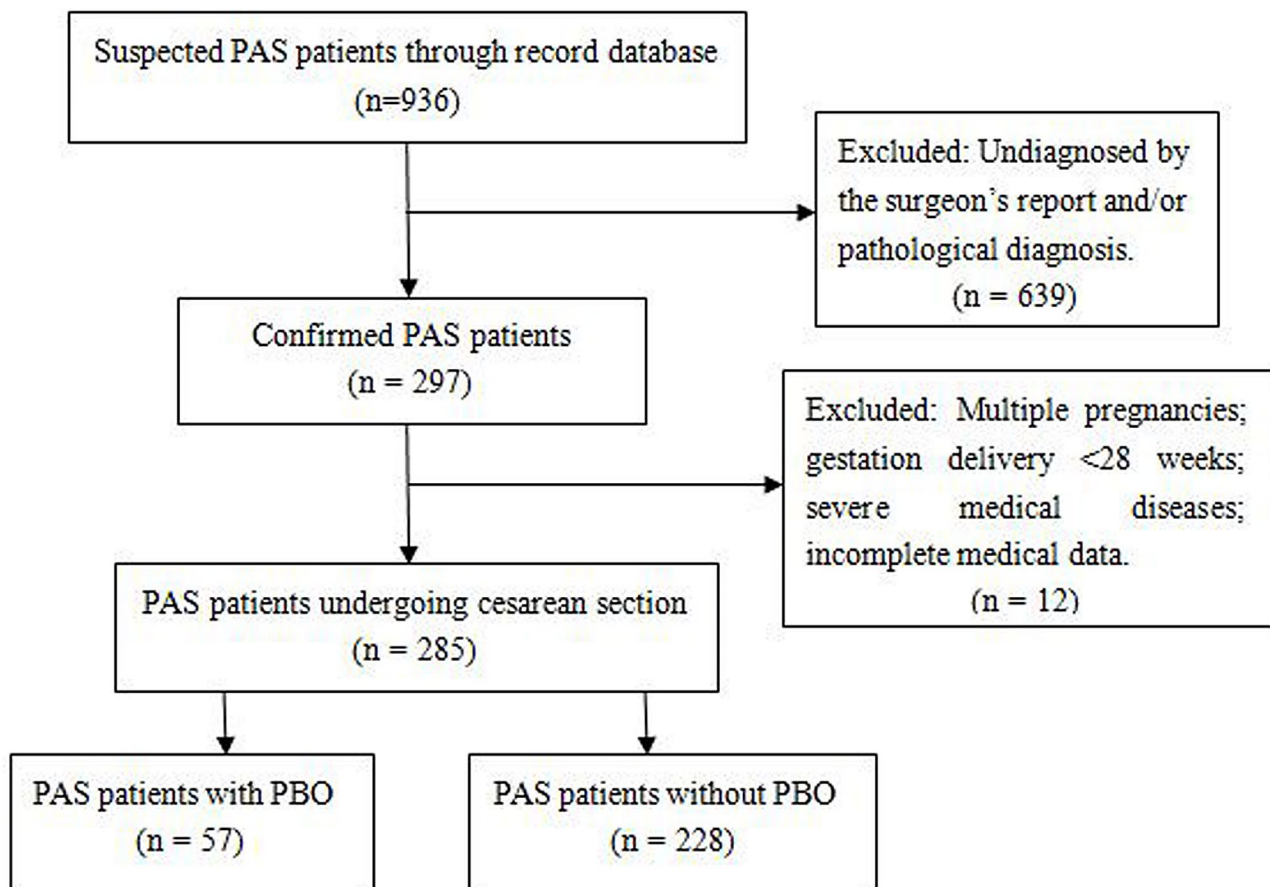 Suspected PAS patients through record database
(n=936)
Excluded: Undiagnosed by
the surgeon’s report and/or
pathological diagnosis.
(n = 639)
Confirmed PAS patients
(n = 297)
Excluded: Multiple pregnancies;
gestation delivery <28 weeks;
severe medical diseases;
incomplete medical data.
(n = 12)
PAS patients undergoing cesarean section
(n = 285)
PAS patients with PBO
(n = 57)
PAS patients without PBO
(n = 228)